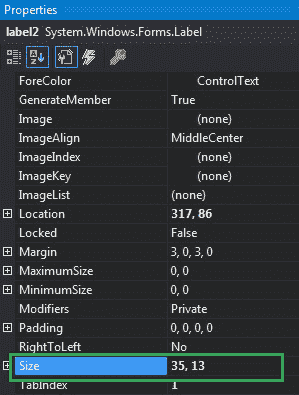 Properties
label2 System.Windows.Forms.Label
ForeColor ControlText
GenerateMember True
Image (none)
ImageAlign MiddleCenter
ImageIndex (none)
ImageKey (none)
ImageList (none)
Location 317, 86
Locked False
Margin 3, 0, 3, 0
MaximumSize 0, 0
MinimumSize 0, 0
Modifiers Private
Padding 0, 0, 0, 0
RightToLeft No
Size 35, 13
TabIndex 1